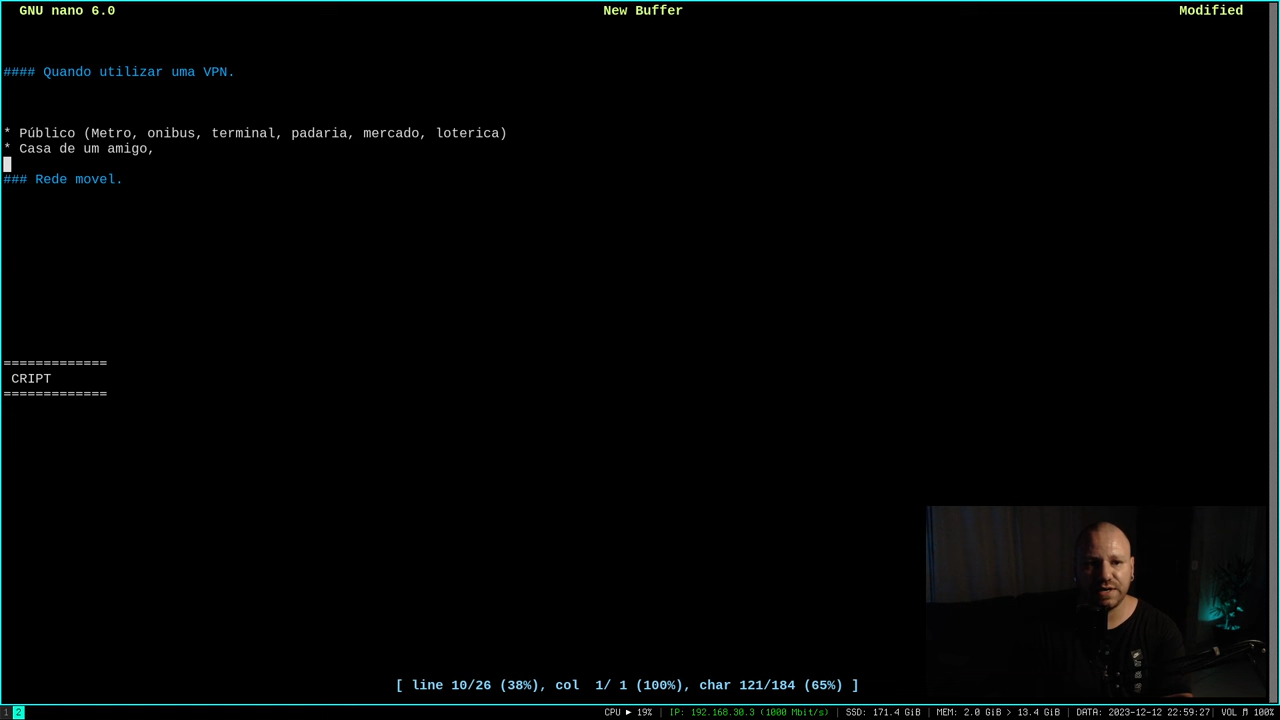 GNU nano 6.0 New Buffer Modified
#### Quando utilizar uma VPN.
* Público (Metro, onibus, terminal, padaria, mercado, loterica)
* Casa de um amigo,
### Rede movel.
=============
CRIPT
=============
[ line 10/26 (38%), col 1/ 1 (100%), char 121/184 (65%) ]
1 2 CPU ► 19% | IP: 192.168.30.3 (1000 Mbit/s) | SSD: 171.4 GiB | MEM: 2.0 GiB > 13.4 GiB | DATA: 2023-12-12 22:59:27| VOL 100%